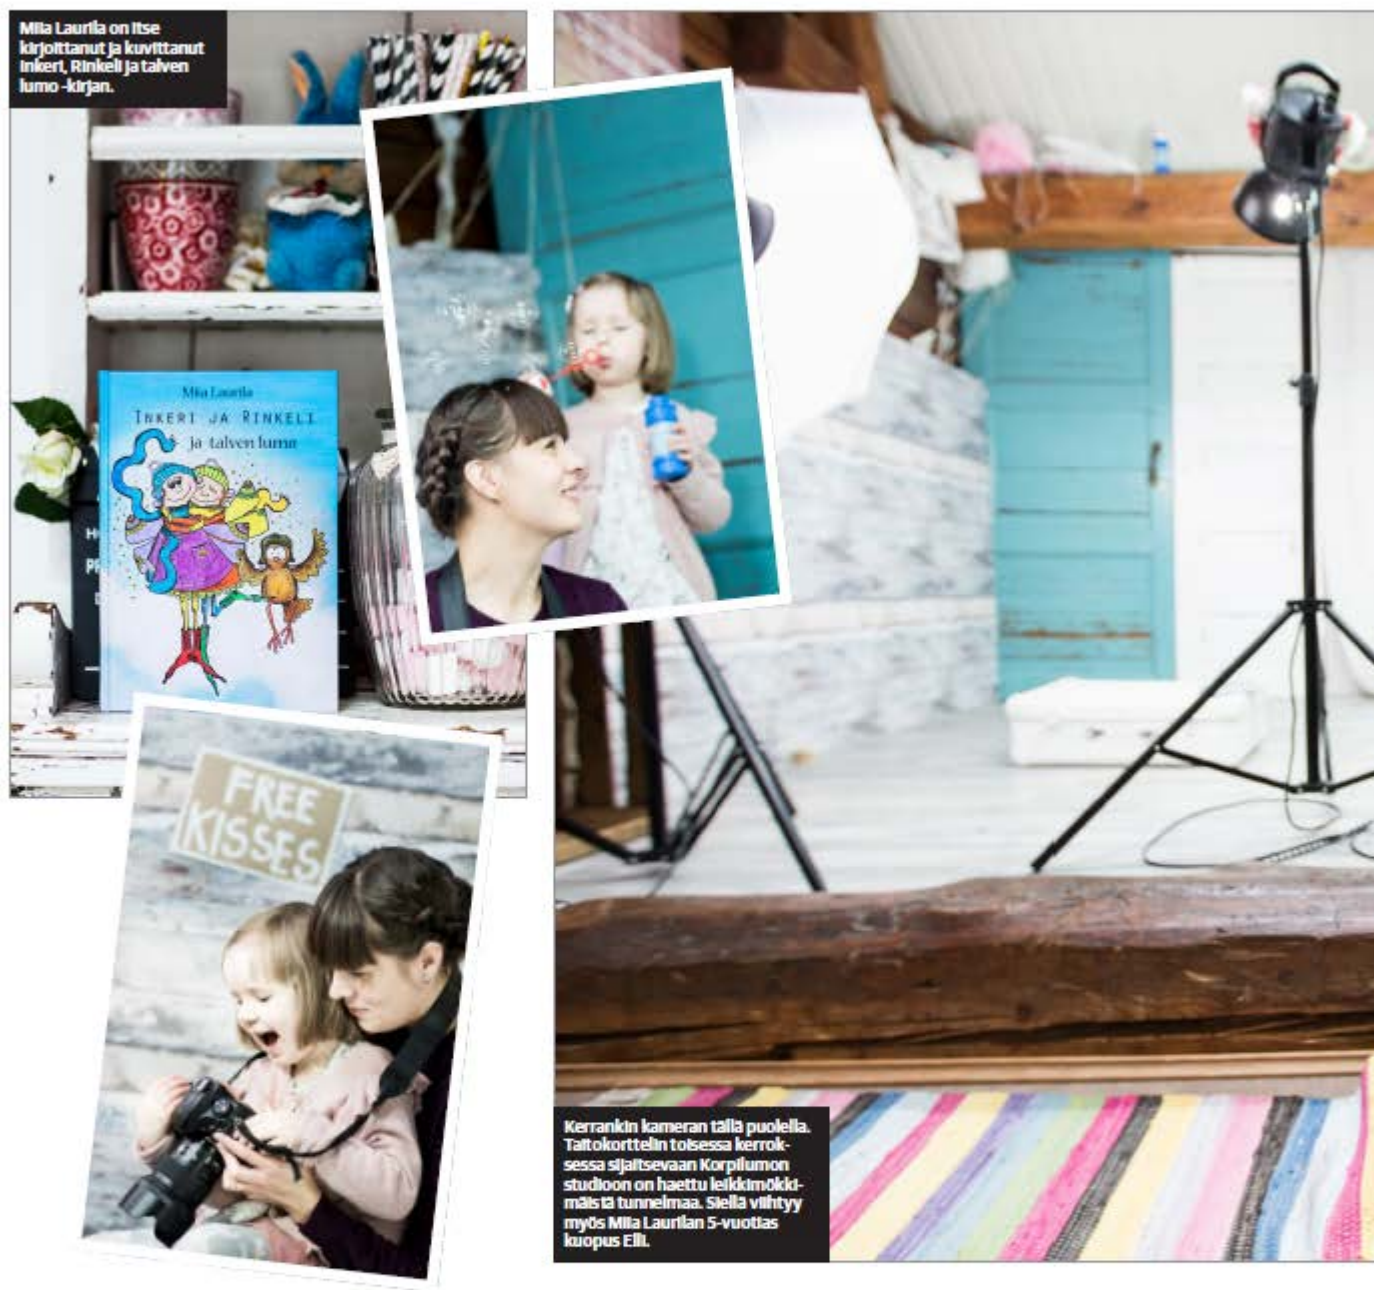 Miia Laurila on itse
kirjoittanut ja kuvittanut
Inkeri, Rinkeli ja talven
lumo -kirjan.
Miia Laurila
INKERI JA RINKELI
ja talven lumo
FREE
KISSES
Kerrankin kameran tällä puolella.
Taitokorttelin toisessa kerrok-
sessa sijaitsevaan Korpilumon
studioon on haettu leikkimökki-
mäistä tunnelmaa. Siellä viihtyy
myös Miia Laurilan 5-vuotias
kuopus Elli.